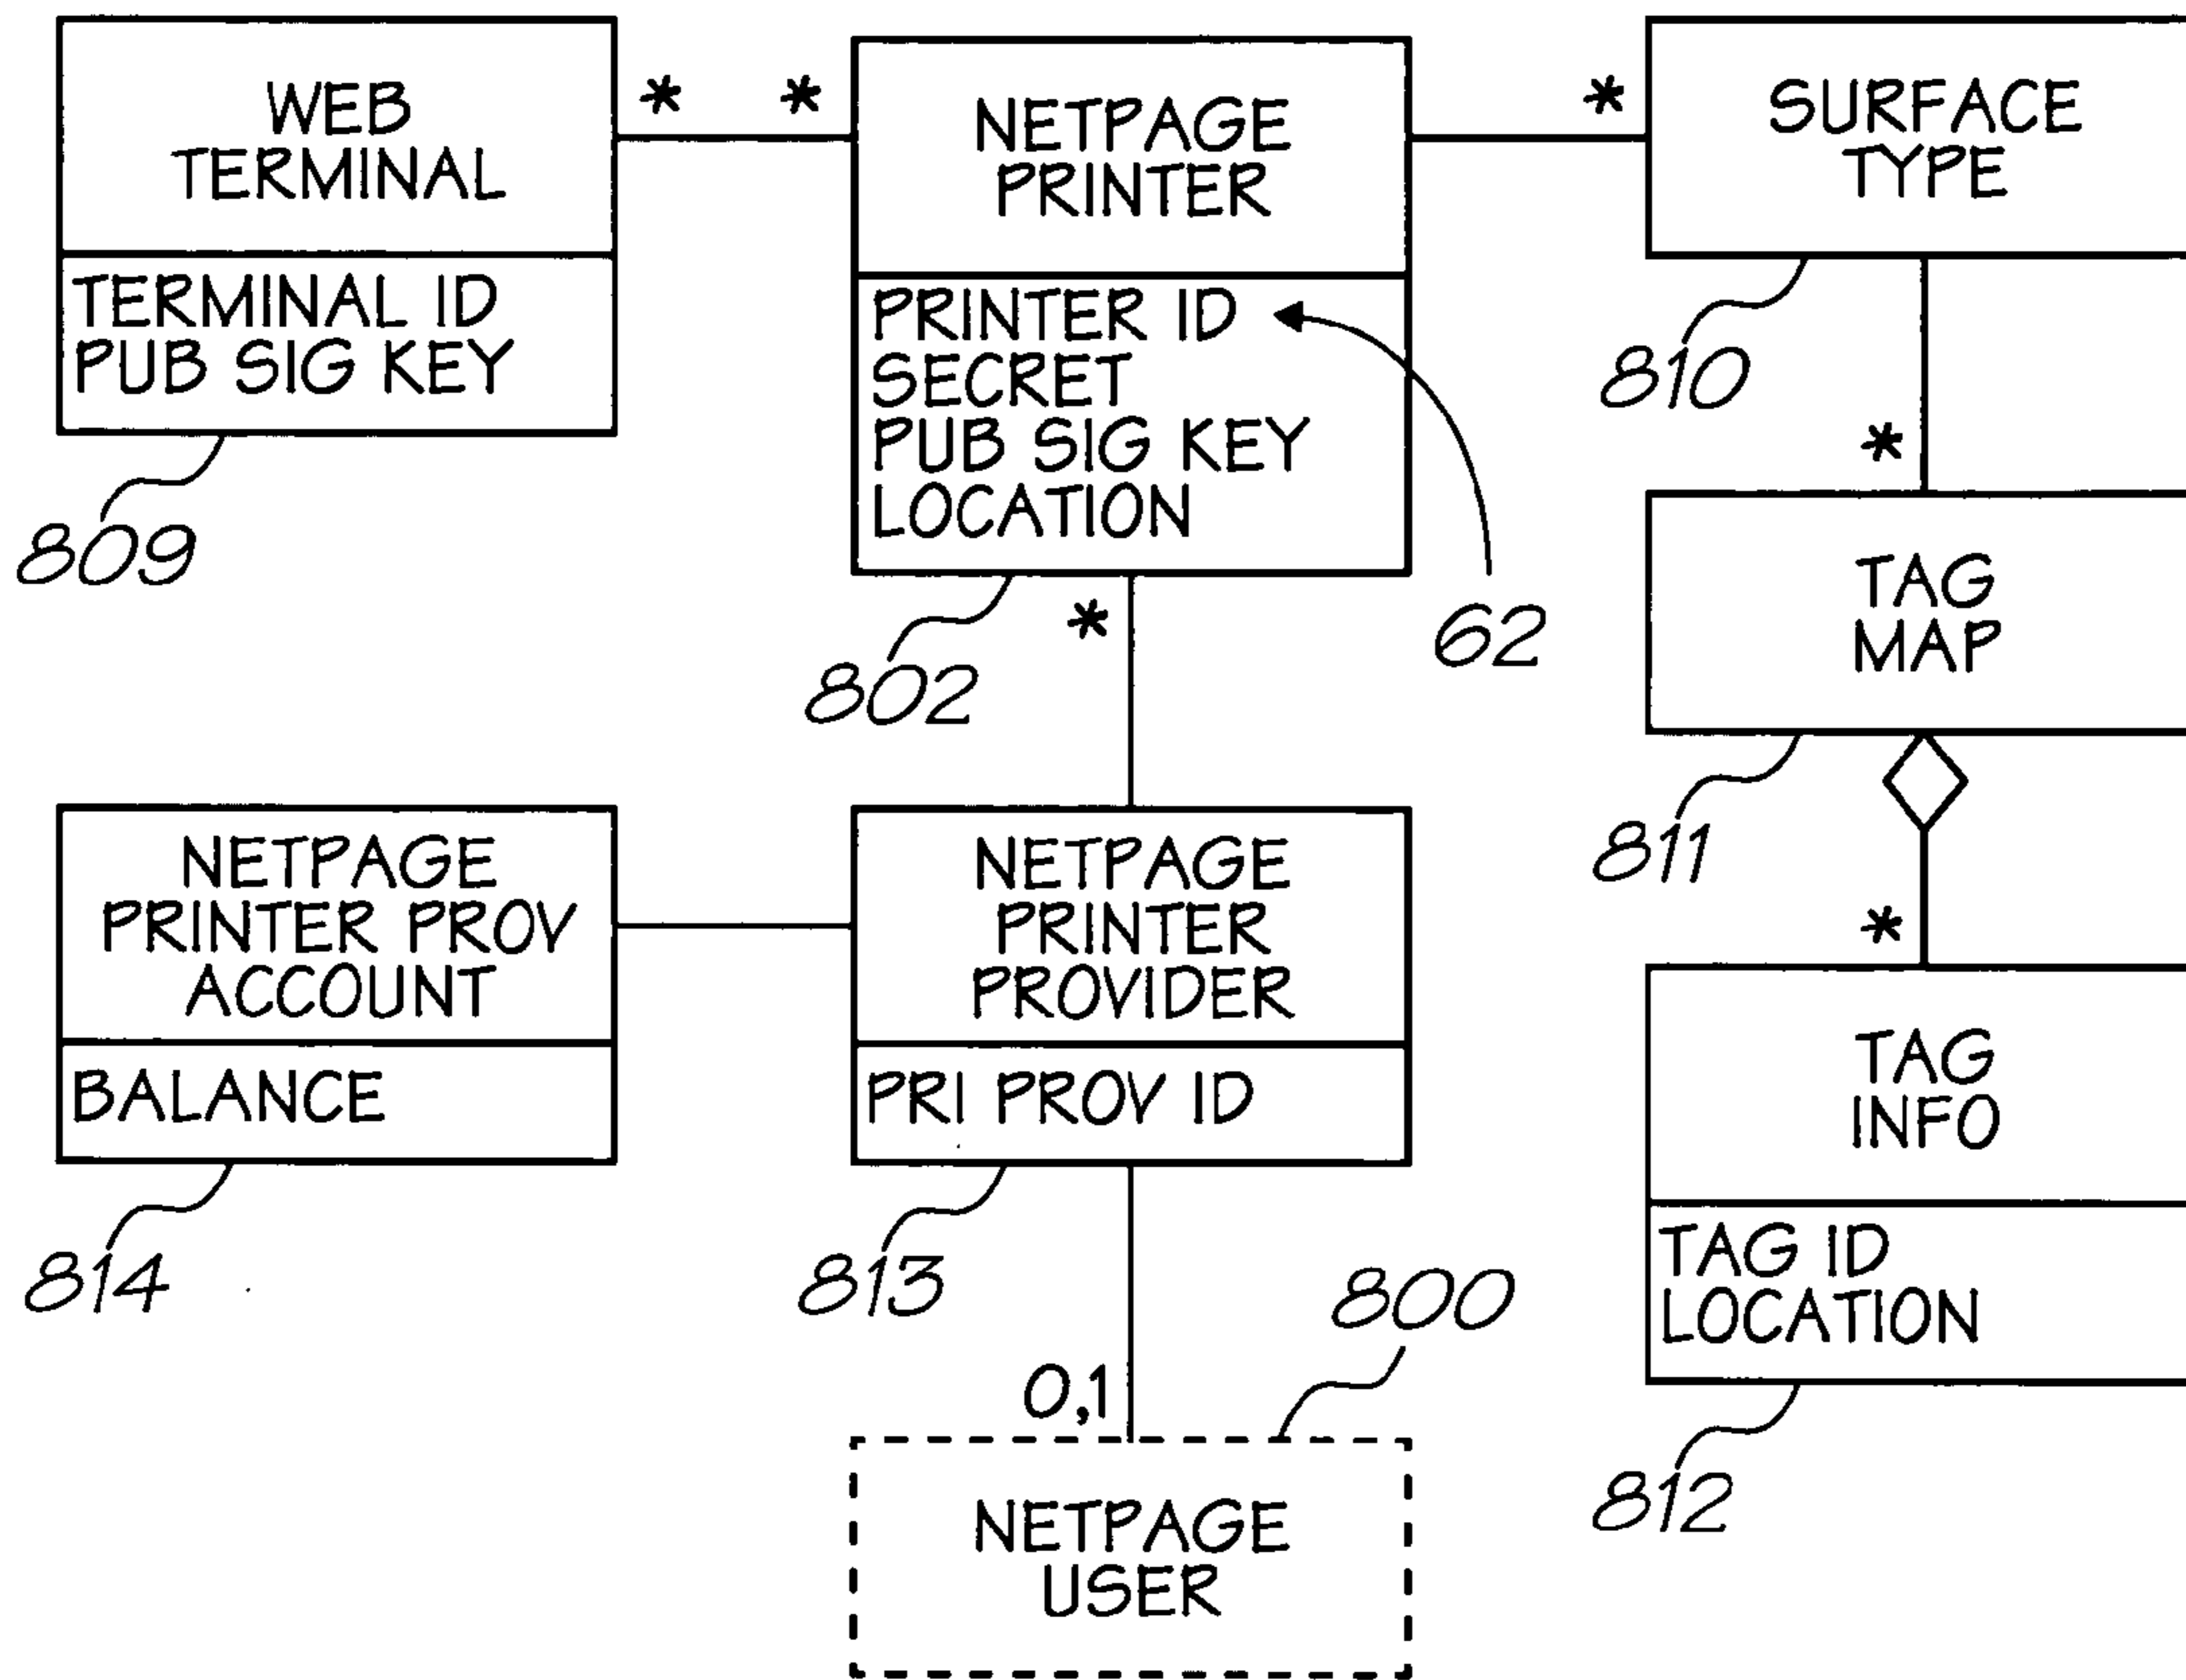 WEB
TERMINAL
TERMINAL ID
PUB SIG KEY
809
*
*
NETPAGE
PRINTER
PRINTER ID
SECRET
PUB SIG KEY
LOCATION
62
802
*
*
SURFACE
TYPE
810
*
TAG
MAP
811
*
TAG
INFO
TAG ID
LOCATION
812
NETPAGE
PRINTER PROV
ACCOUNT
BALANCE
814
NETPAGE
PRINTER
PROVIDER
PRI PROV ID
813
800
0,1
NETPAGE
USER